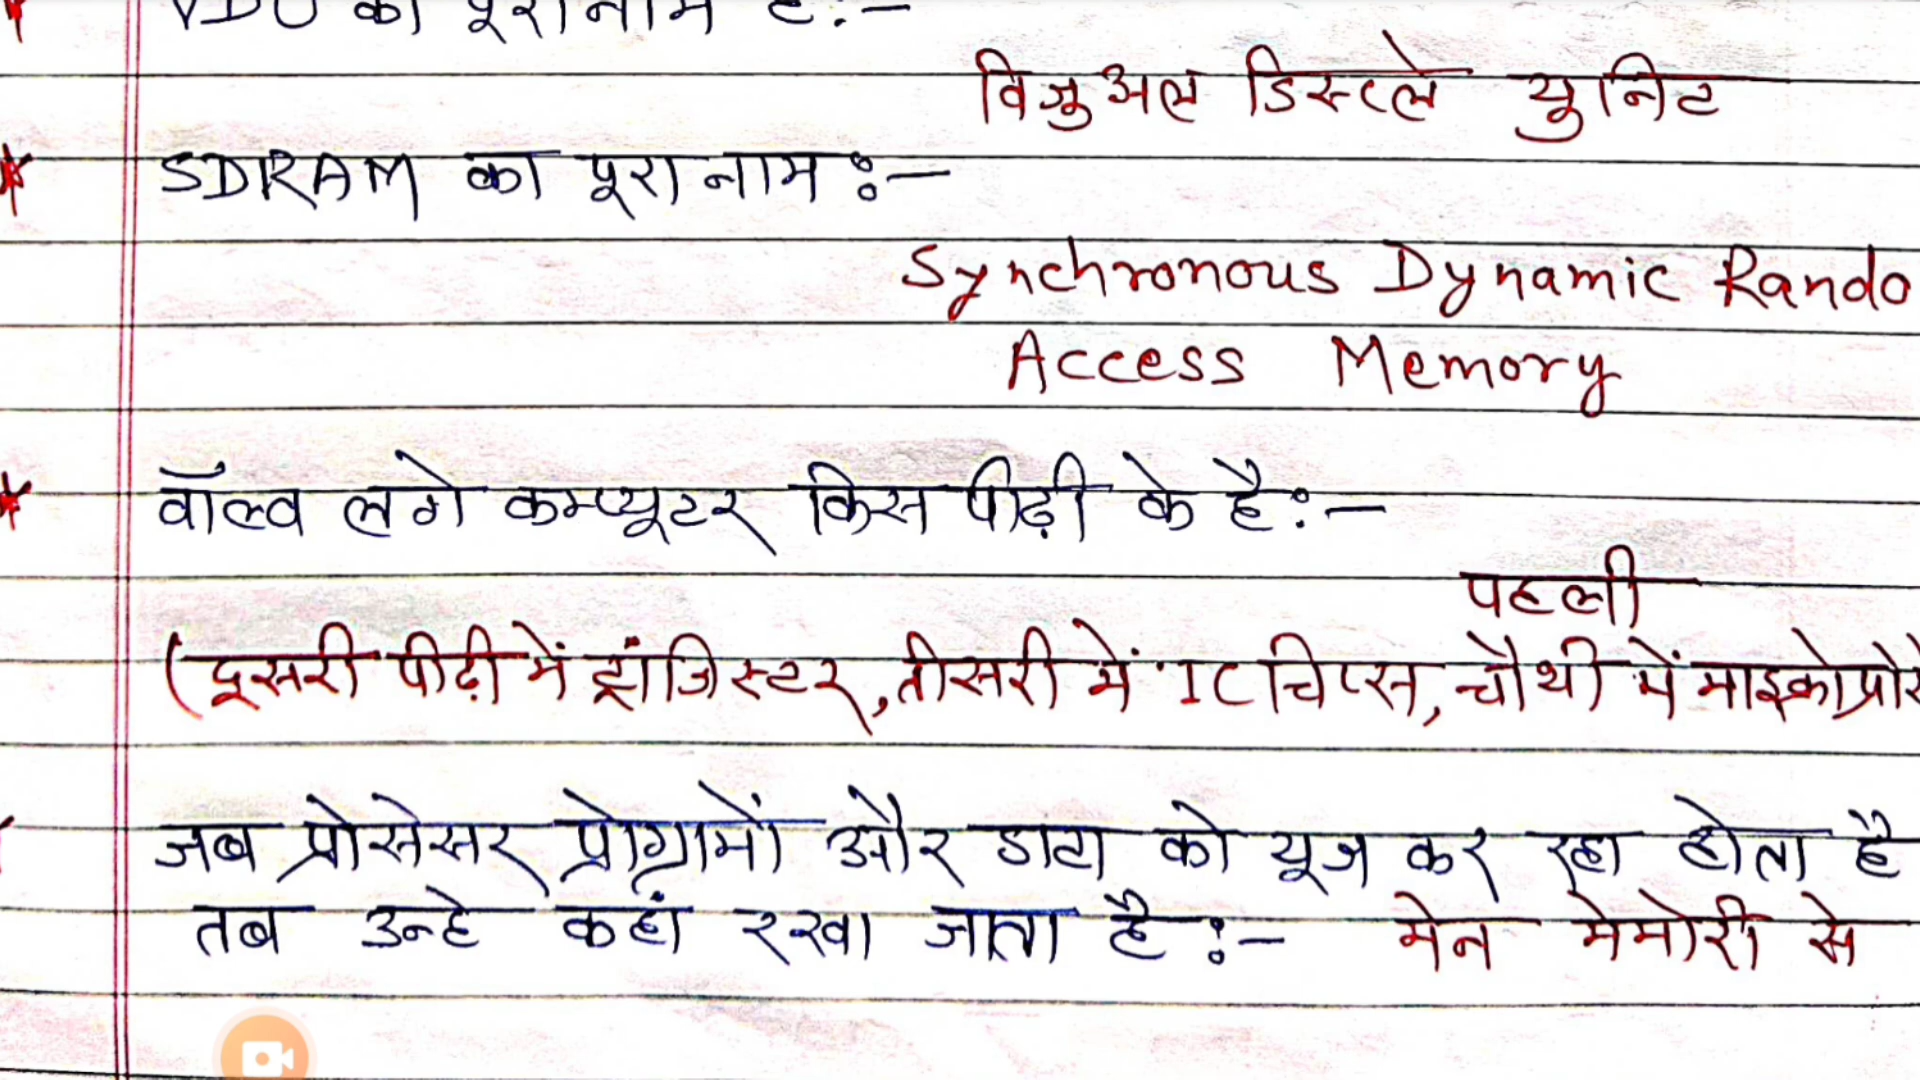 VDU का पूरा नाम है :-
विजुअल डिस्प्ले युनिट
SDRAM का पूरा नाम :-
Synchronous Dynamic Rando
Access Memory
वॉल्व लगे कम्प्यूटर किस पीढ़ी के है :-
पहली
(दूसरी पीढ़ी में ट्रांजिस्टर, तीसरी में IC चिप्स, चौथी में माइक्रोप्रोसे
जब प्रोसेसर प्रोग्रामों और डाटा को यूज कर रहा होता है
तब उन्हे कहां रखा जाता है :- मेन मेमोरी से